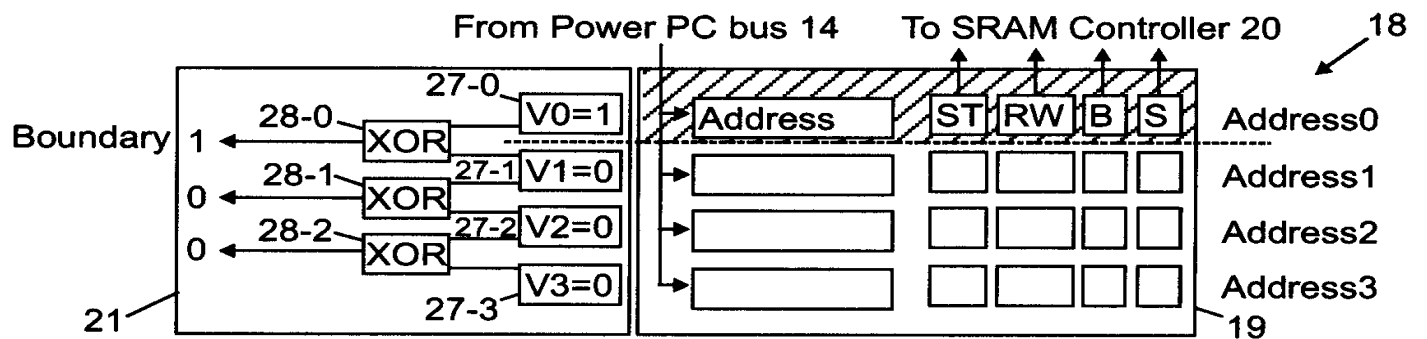 From Power PC bus 14 To SRAM Controller 20 18
27-0
28-0 V0=1 Address ST RW B S Address0
Boundary 1 XOR
28-1 27-1 V1=0 Address1
0 XOR
28-2 27-2 V2=0 Address2
0 XOR
V3=0 Address3
21 27-3 19